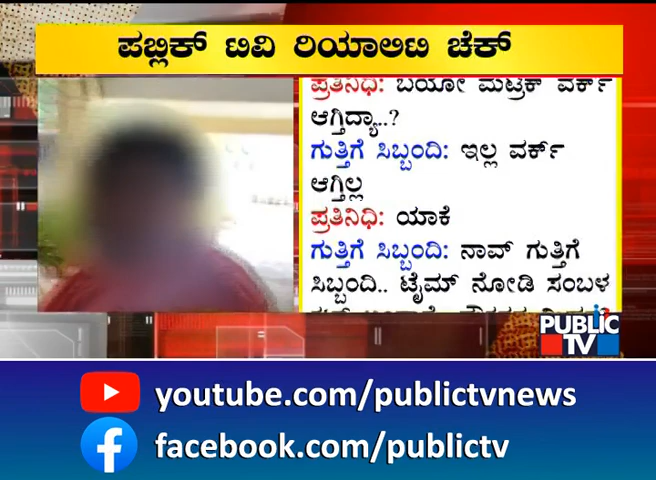 ಪಬ್ಲಿಕ್ ಟಿವಿ ರಿಯಾಲಿಟಿ ಚೆಕ್
ಪ್ರತಿನಿಧಿ: ಬಯೋ ಮೆಟ್ರಿಕ್ ವರ್ಕ್
ಆಗ್ತಿದ್ಯಾ..?
ಗುತ್ತಿಗೆ ಸಿಬ್ಬಂದಿ: ಇಲ್ಲ ವರ್ಕ್
ಆಗ್ತಿಲ್ಲ
ಪ್ರತಿನಿಧಿ: ಯಾಕೆ
ಗುತ್ತಿಗೆ ಸಿಬ್ಬಂದಿ: ನಾವ್ ಗುತ್ತಿಗೆ
ಸಿಬ್ಬಂದಿ.. ಟೈಮ್ ನೋಡಿ ಸಂಬಳ
PUBLIC
TV
youtube.com/publictvnews
facebook.com/publictv